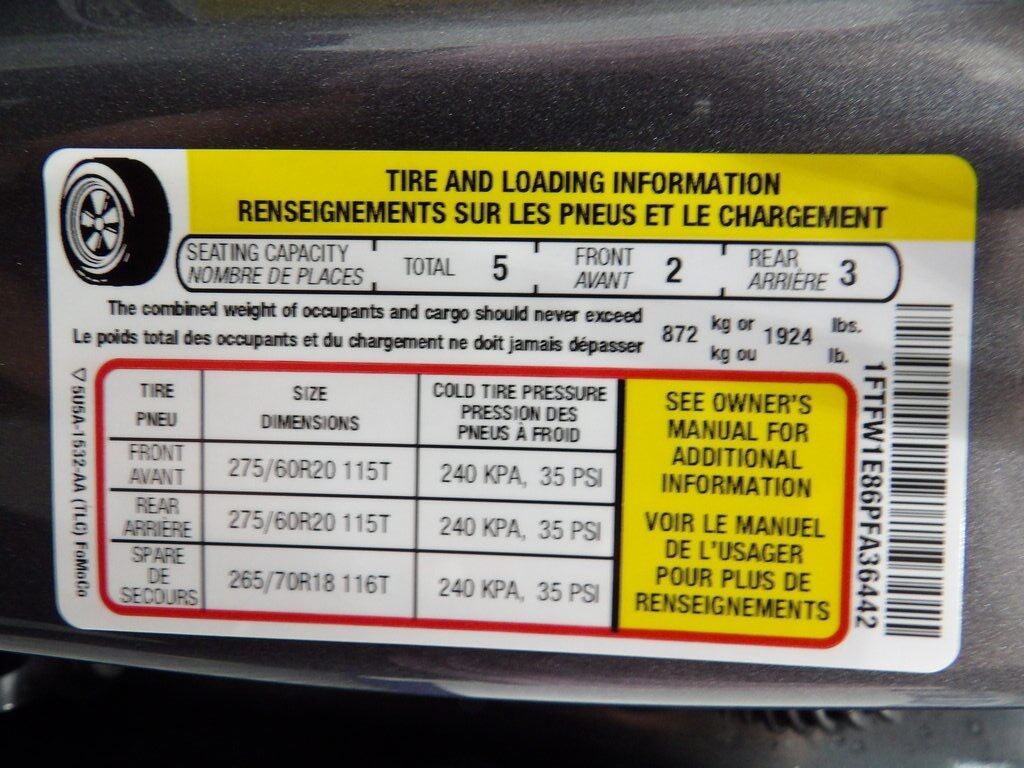 TIRE AND LOADING INFORMATION
RENSEIGNEMENTS SUR LES PNEUS ET LE CHARGEMENT
SEATING CAPACITY
NOMBRE DE PLACES
TOTAL 5
FRONT
AVANT
2
REAR
ARRIÈRE
3
The combined weight of occupants and cargo should never exceed
Le poids total des occupants et du chargement ne doit jamais dépasser
872
kg or
kg ou
1924
lbs.
lb.
TIRE
PNEU
SIZE
DIMENSIONS
COLD TIRE PRESSURE
PRESSION DES
PNEUS À FROID
FRONT
AVANT
275/60R20 115T
240 KPA, 35 PSI
REAR
ARRIÈRE
275/60R20 115T
240 KPA, 35 PSI
SPARE
DE
SECOURS
265/70R18 116T
240 KPA, 35 PSI
SEE OWNER'S
MANUAL FOR
ADDITIONAL
INFORMATION
VOIR LE MANUEL
DE L'USAGER
POUR PLUS DE
RENSEIGNEMENTS
1FTFW1E86PFA36442
▽ 5U5A-1532-AA (TLC) FoMoCo